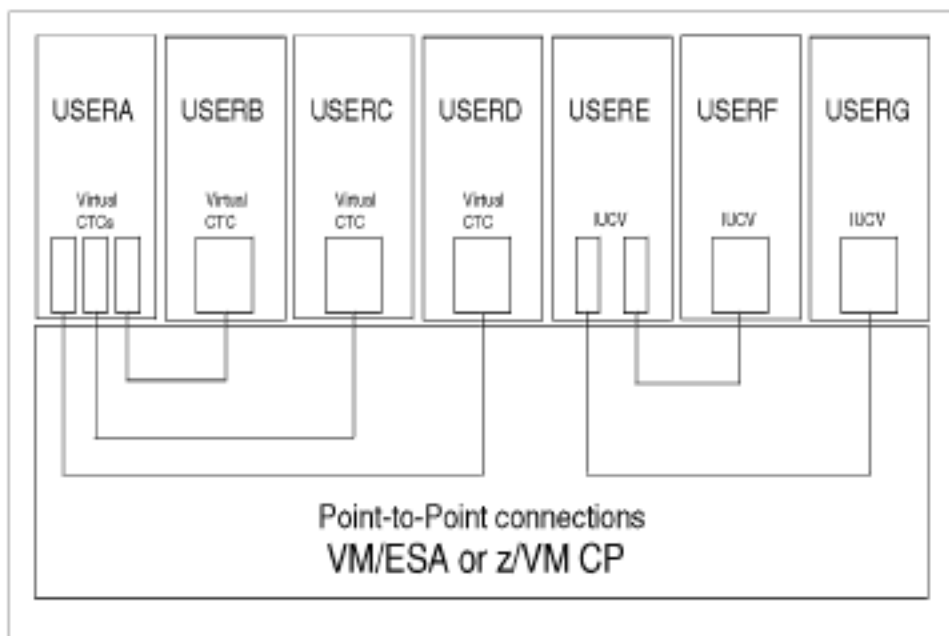 USERA
USERB
USERC
USERD
USERE
USERF
USERG
Virtual
CTCs
Virtual
CTC
Virtual
CTC
Virtual
CTC
IUCV
IUCV
IUCV
Point-to-Point connections
VM/ESA or z/VM CP